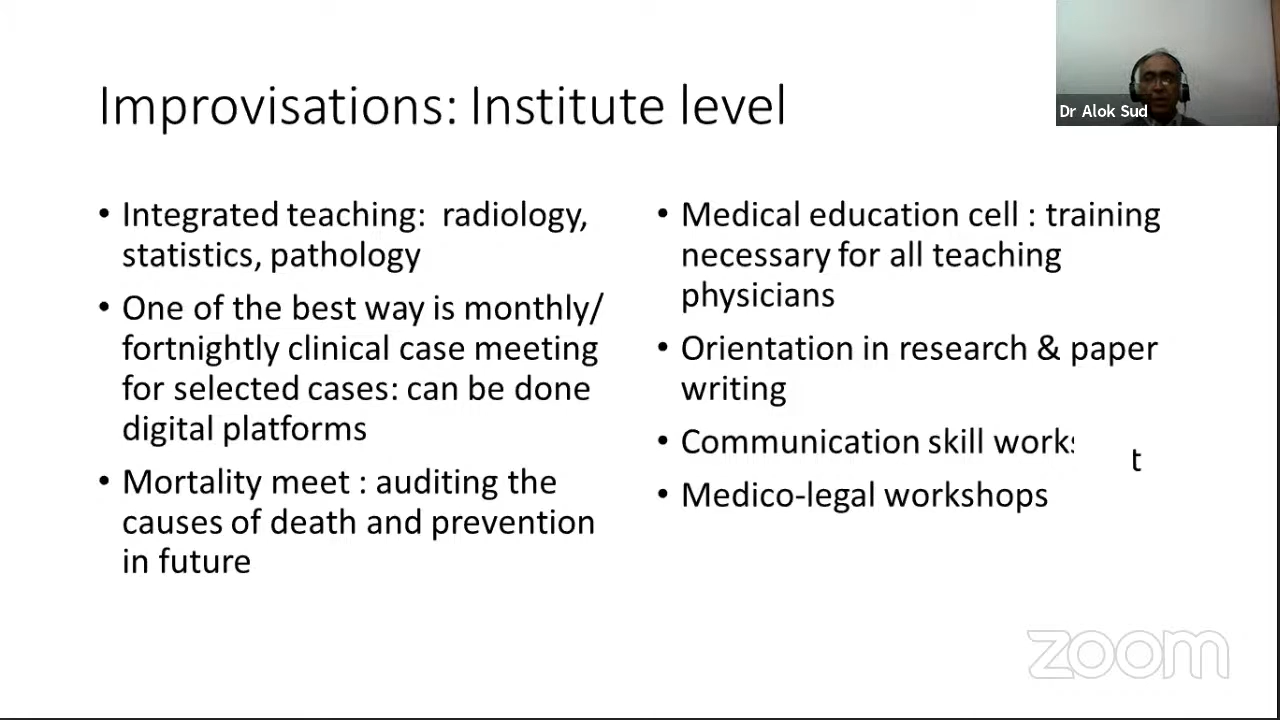 Improvisations: Institute level
• Integrated teaching: radiology,
statistics, pathology
• One of the best way is monthly/
fortnightly clinical case meeting
for selected cases: can be done
digital platforms
• Mortality meet : auditing the
causes of death and prevention
in future
• Medical education cell : training
necessary for all teaching
physicians
• Orientation in research & paper
writing
• Communication skill works
t
• Medico-legal workshops
Dr Alok Sud
zoom